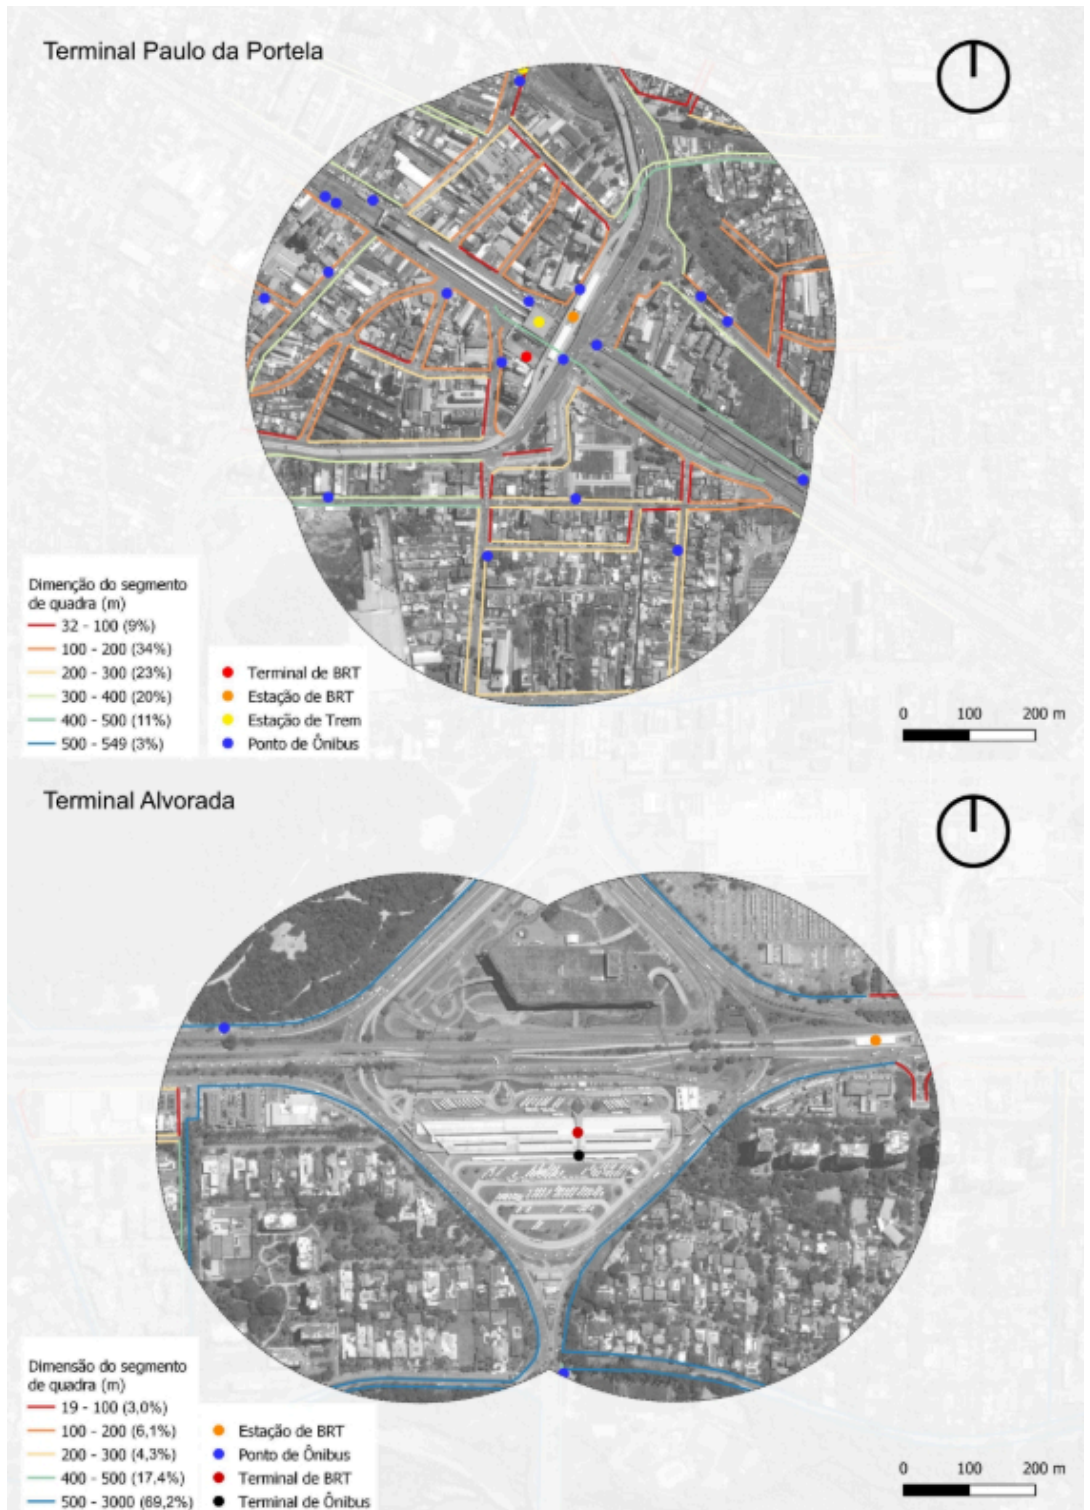 Terminal Paulo da Portela
Dimenção do segmento
de quadra (m)
32 - 100 (9%)
100 - 200 (34%)
200 - 300 (23%)
300 - 400 (20%)
400 - 500 (11%)
500 - 549 (3%)
Terminal de BRT
Estação de BRT
Estação de Trem
Ponto de Ônibus
0 100 200 m
Terminal Alvorada
Dimensão do segmento
de quadra (m)
19 - 100 (3,0%)
100 - 200 (6,1%)
200 - 300 (4,3%)
400 - 500 (17,4%)
500 - 3000 (69,2%)
Estação de BRT
Ponto de Ônibus
Terminal de BRT
Terminal de Ônibus
0 100 200 m